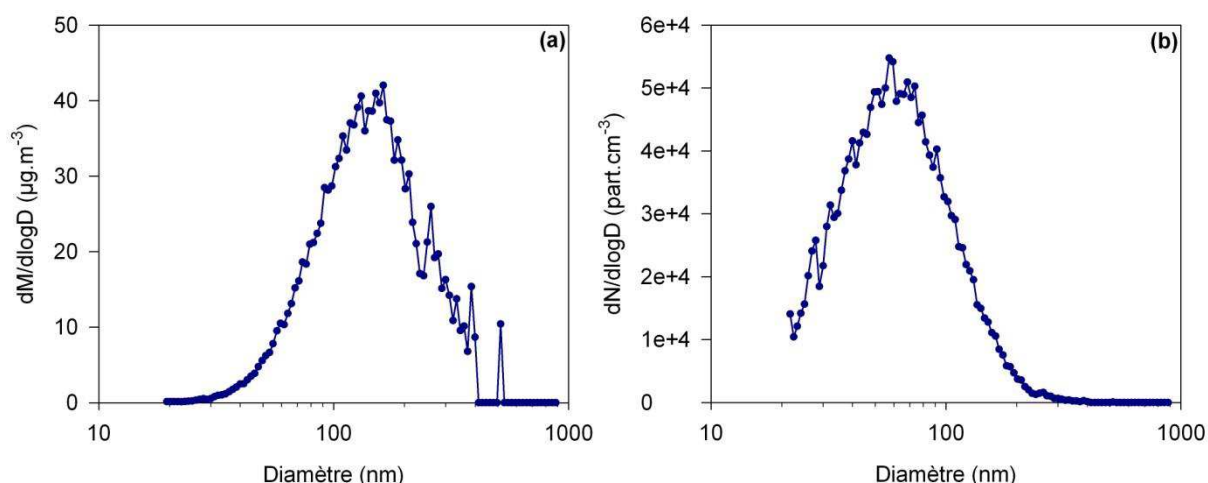 (a)
50
40
30
20
10
0
dM/dlogD (µg.m-3)
10
100
1000
Diamètre (nm)
(b)
6e+4
5e+4
4e+4
3e+4
2e+4
1e+4
0
dN/dlogD (part.cm-3)
10
100
1000
Diamètre (nm)